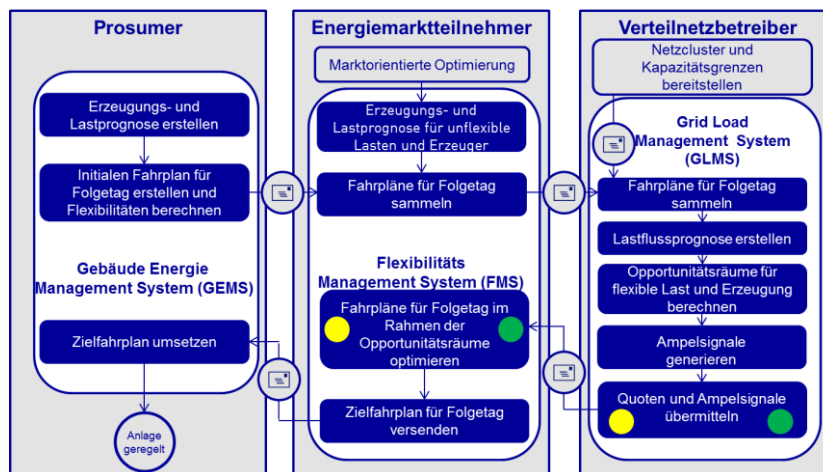 Prosumer
Erzeugungs- und
Lastprognose erstellen
Initialen Fahrplan für
Folgetag erstellen und
Flexibilitäten berechnen
Gebäude Energie
Management System (GEMS)
Zielfahrplan umsetzen
Anlage
geregelt
Energiemarktteilnehmer
Marktorientierte Optimierung
Erzeugungs- und
Lastprognose für unflexible
Lasten und Erzeuger
Fahrpläne für Folgetag
sammeln
Flexibilitäts
Management System (FMS)
Fahrpläne für Folgetag im
Rahmen der
Opportunitätsräume
optimieren
Zielfahrplan für Folgetag
versenden
Verteilnetzbetreiber
Netzcluster und
Kapazitätsgrenzen
bereitstellen
Grid Load
Management System
(GLMS)
Fahrpläne für Folgetag
sammeln
Lastflussprognose erstellen
Opportunitätsräume für
flexible Last und Erzeugung
berechnen
Ampelsignale
generieren
Quoten und Ampelsignale
übermitteln